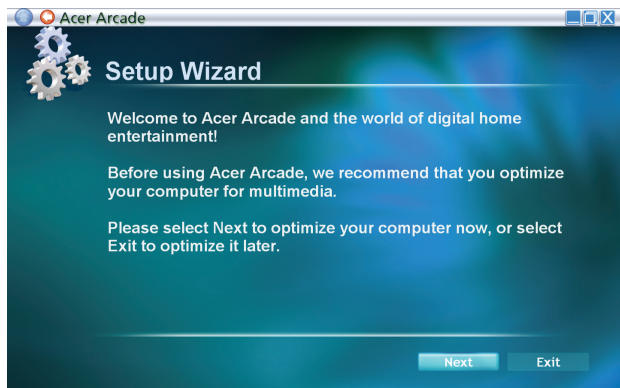 Acer Arcade
Setup Wizard
Welcome to Acer Arcade and the world of digital home
entertainment!
Before using Acer Arcade, we recommend that you optimize
your computer for multimedia.
Please select Next to optimize your computer now, or select
Exit to optimize it later.
Next
Exit